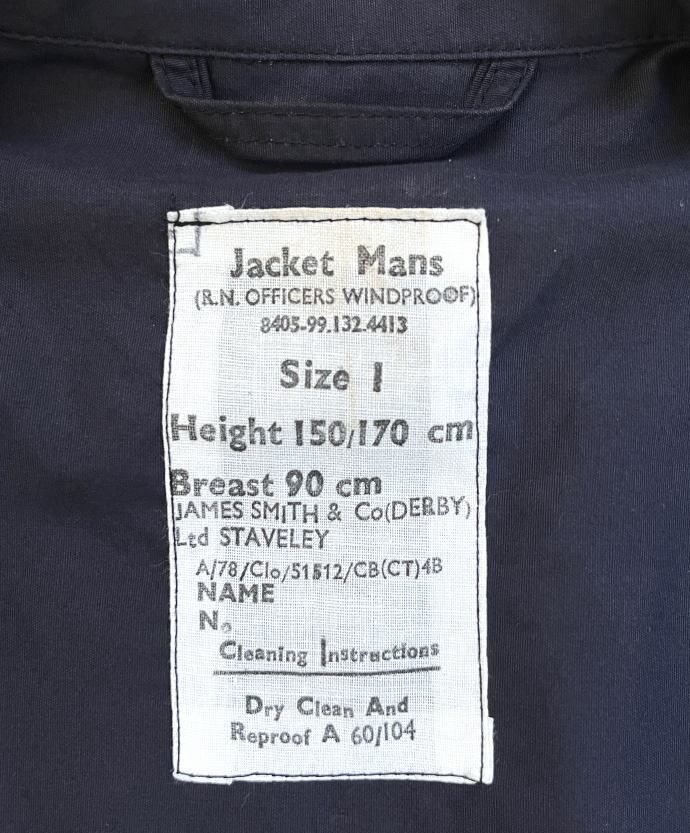 Jacket Mans
(R.N. OFFICERS WINDPROOF)
8405-99.132.4413
Size 1
Height 150/170 cm
Breast 90 cm
JAMES SMITH & Co(DERBY)
Ltd STAVELEY
A/78/Clo/51512/CB(CT)4B
NAME
No
Cleaning Instructions
Dry Clean And
Reproof A 60/104